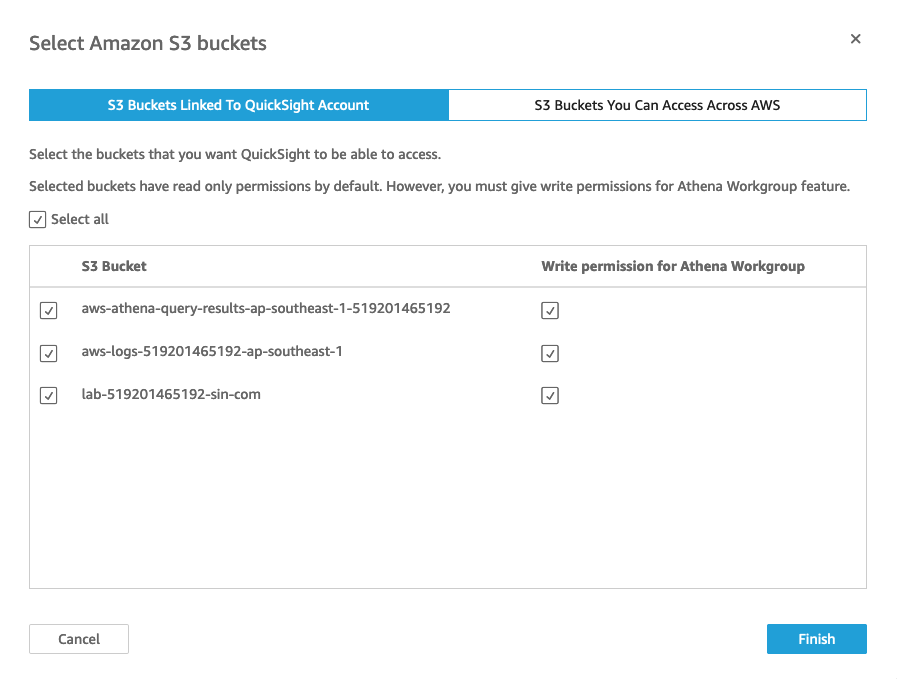 Select Amazon S3 buckets
S3 Buckets Linked To QuickSight Account
S3 Buckets You Can Access Across AWS
Select the buckets that you want QuickSight to be able to access.
Selected buckets have read only permissions by default. However, you must give write permissions for Athena Workgroup feature.
Select all
S3 Bucket
Write permission for Athena Workgroup
aws-athena-query-results-ap-southeast-1-519201465192
aws-logs-519201465192-ap-southeast-1
lab-519201465192-sin-com
Cancel
Finish